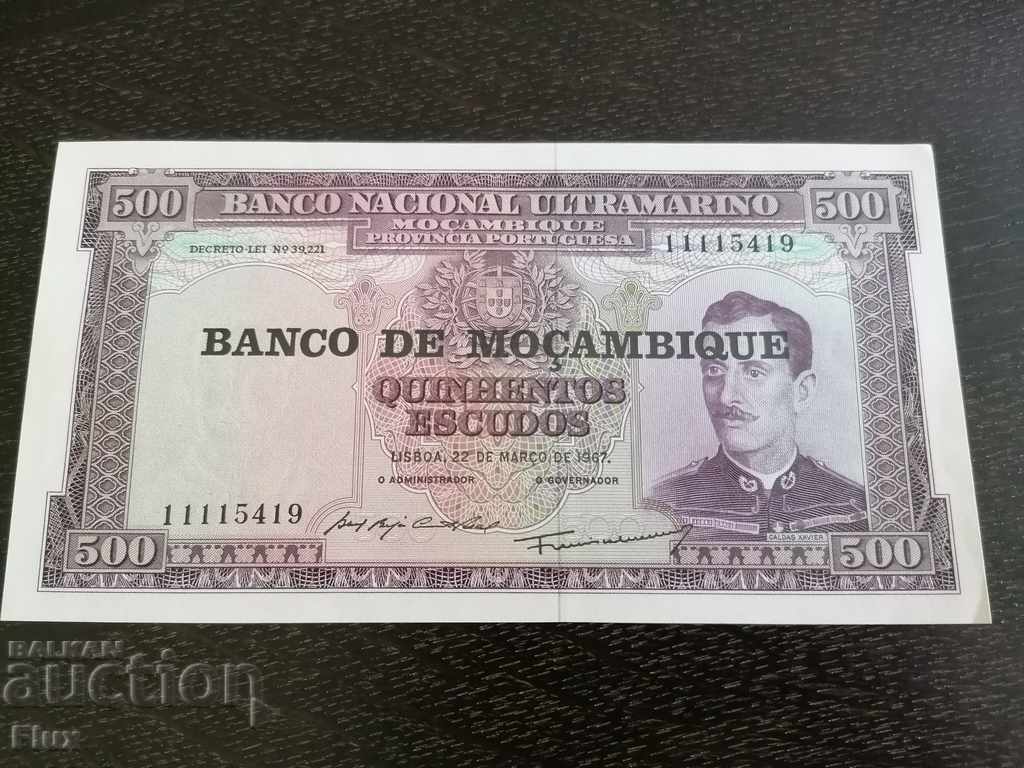 500 BANCO NACIONAL ULTRAMARINO 500
MOÇAMBIQUE
DECRETO-LEI Nº 39,221 PROVINCIA PORTUGUESA 11115419
BANCO DE MOÇAMBIQUE
QUINHENTOS
ESCUDOS
LISBOA, 22 DE MARÇO DE 1967.
O ADMINISTRADOR O GOVERNADOR
11115419
CALDAS XAVIER
500 500
BALKAN
auction
Flux